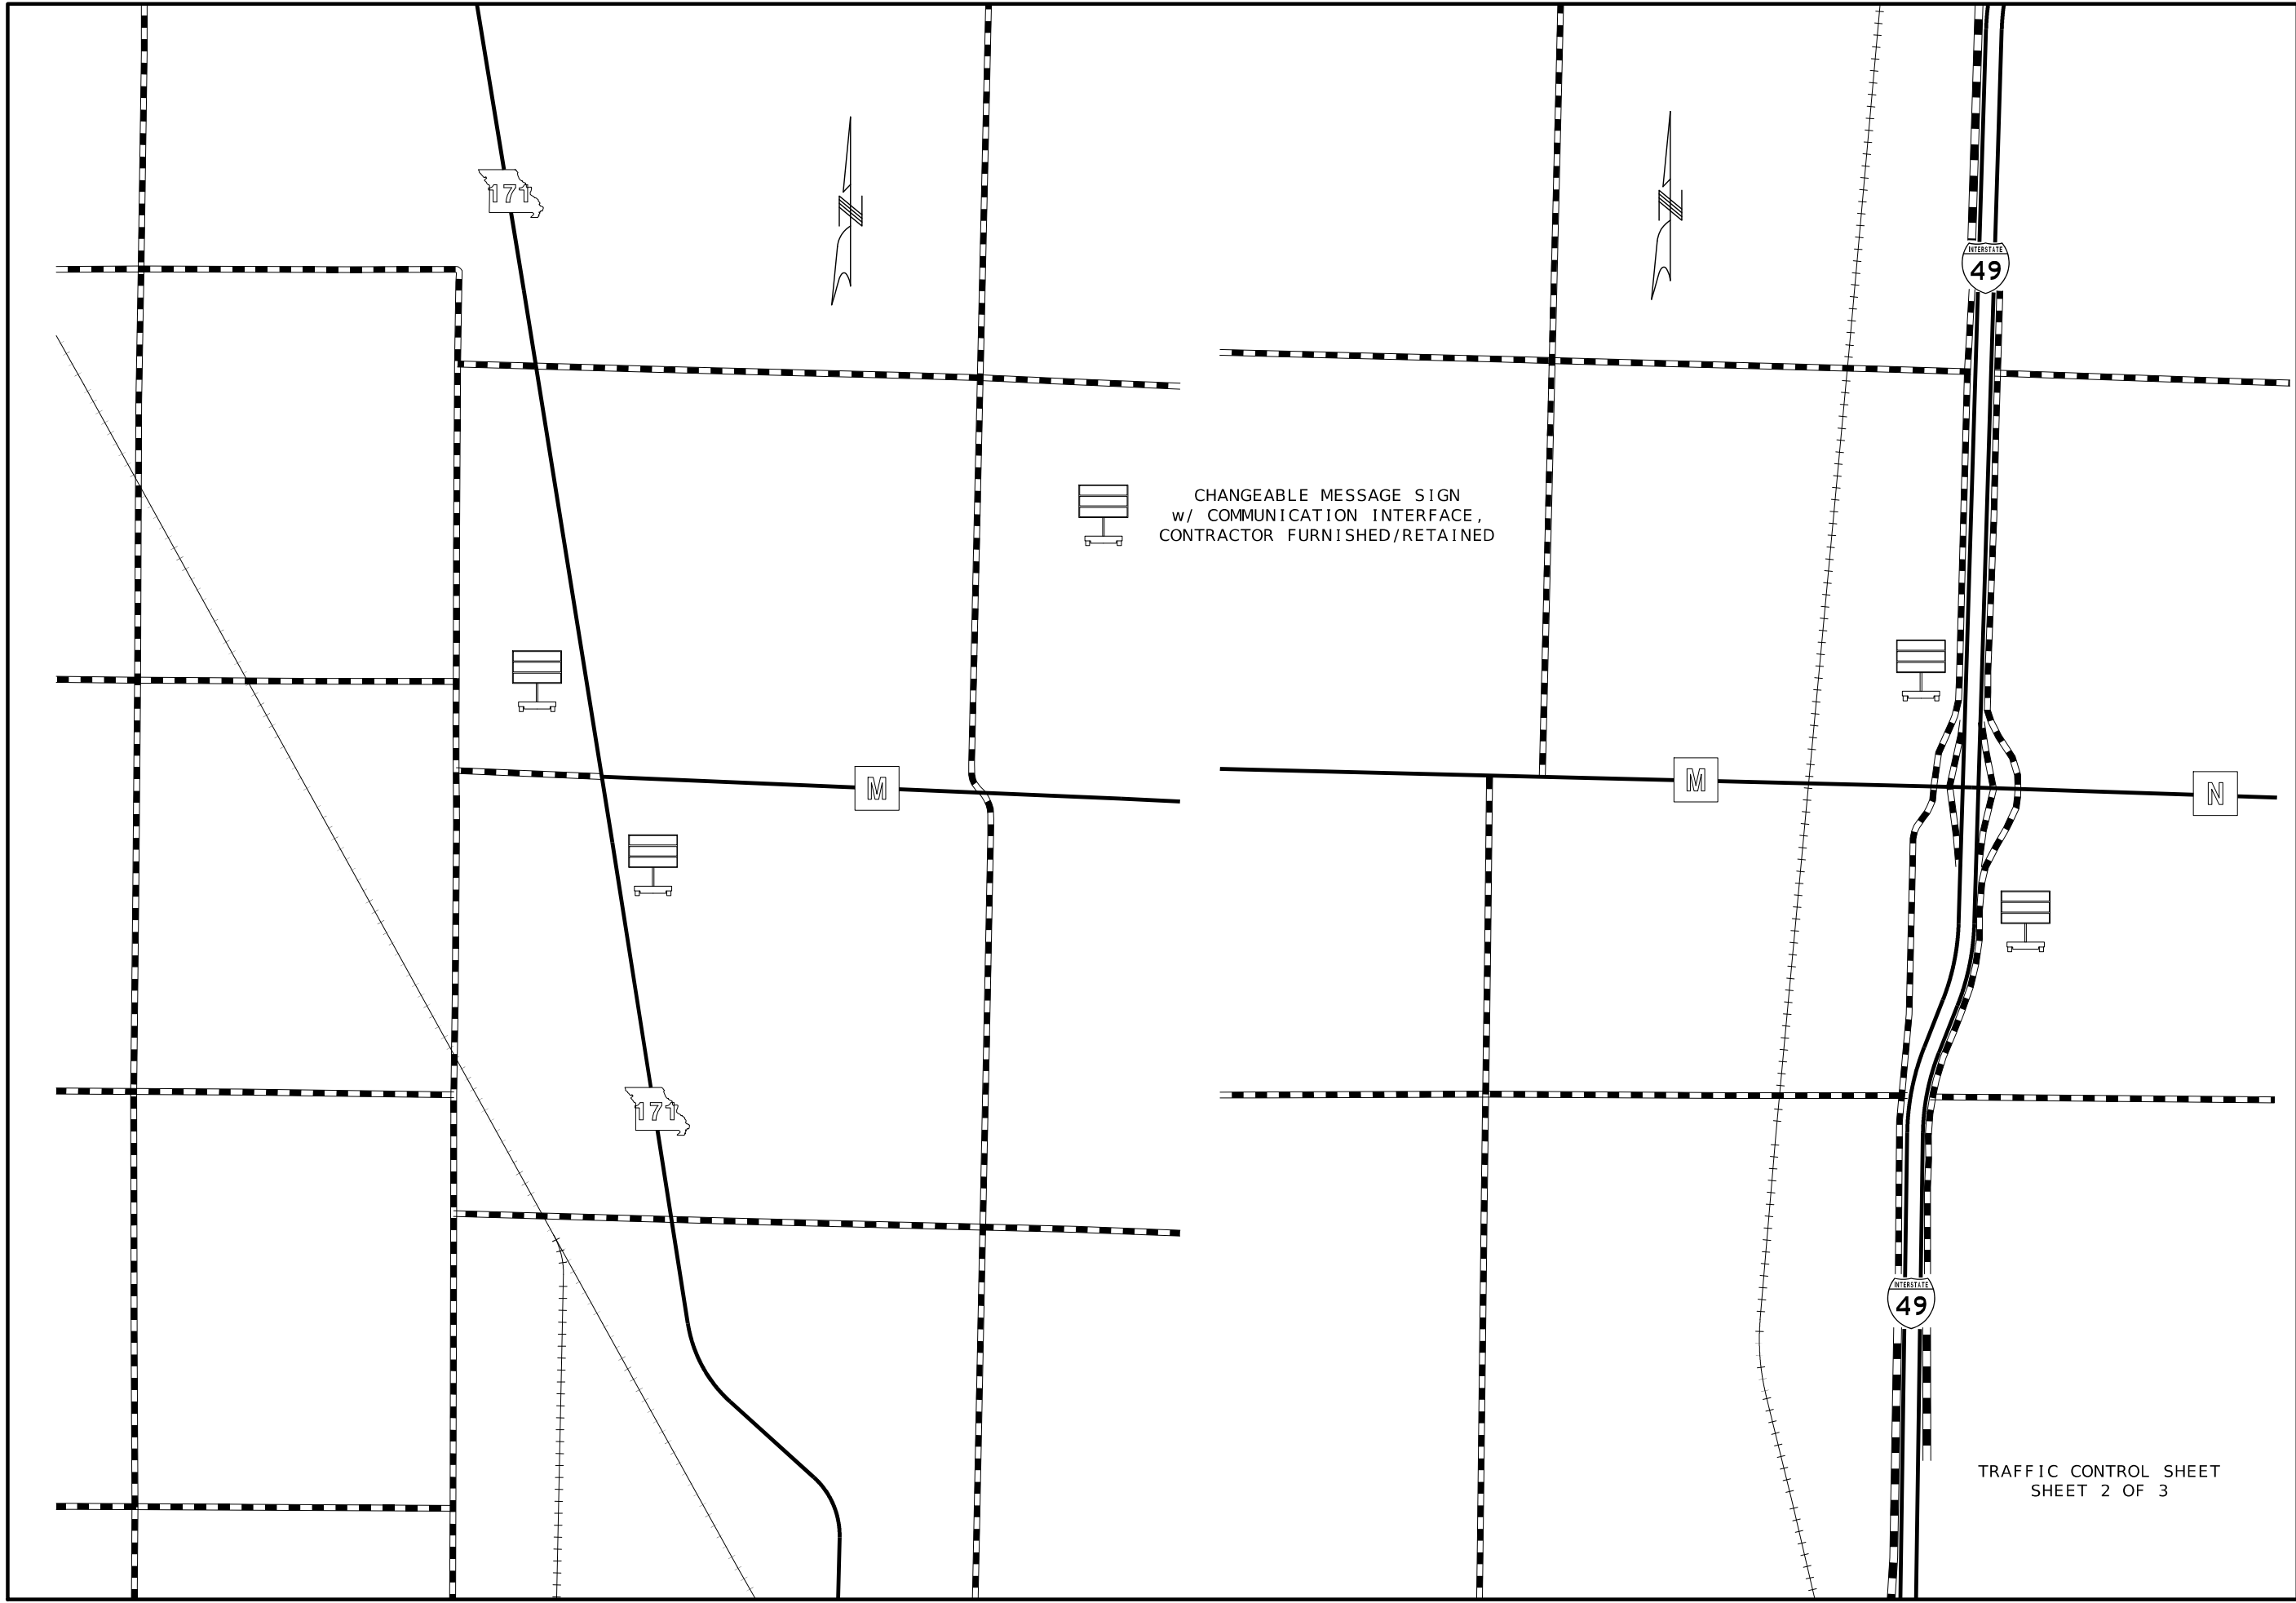 171
INTERSTATE
49
CHANGEABLE MESSAGE SIGN
w/ COMMUNICATION INTERFACE,
CONTRACTOR FURNISHED/RETAINED
M
M
N
171
INTERSTATE
49
TRAFFIC CONTROL SHEET
SHEET 2 OF 3
N
N